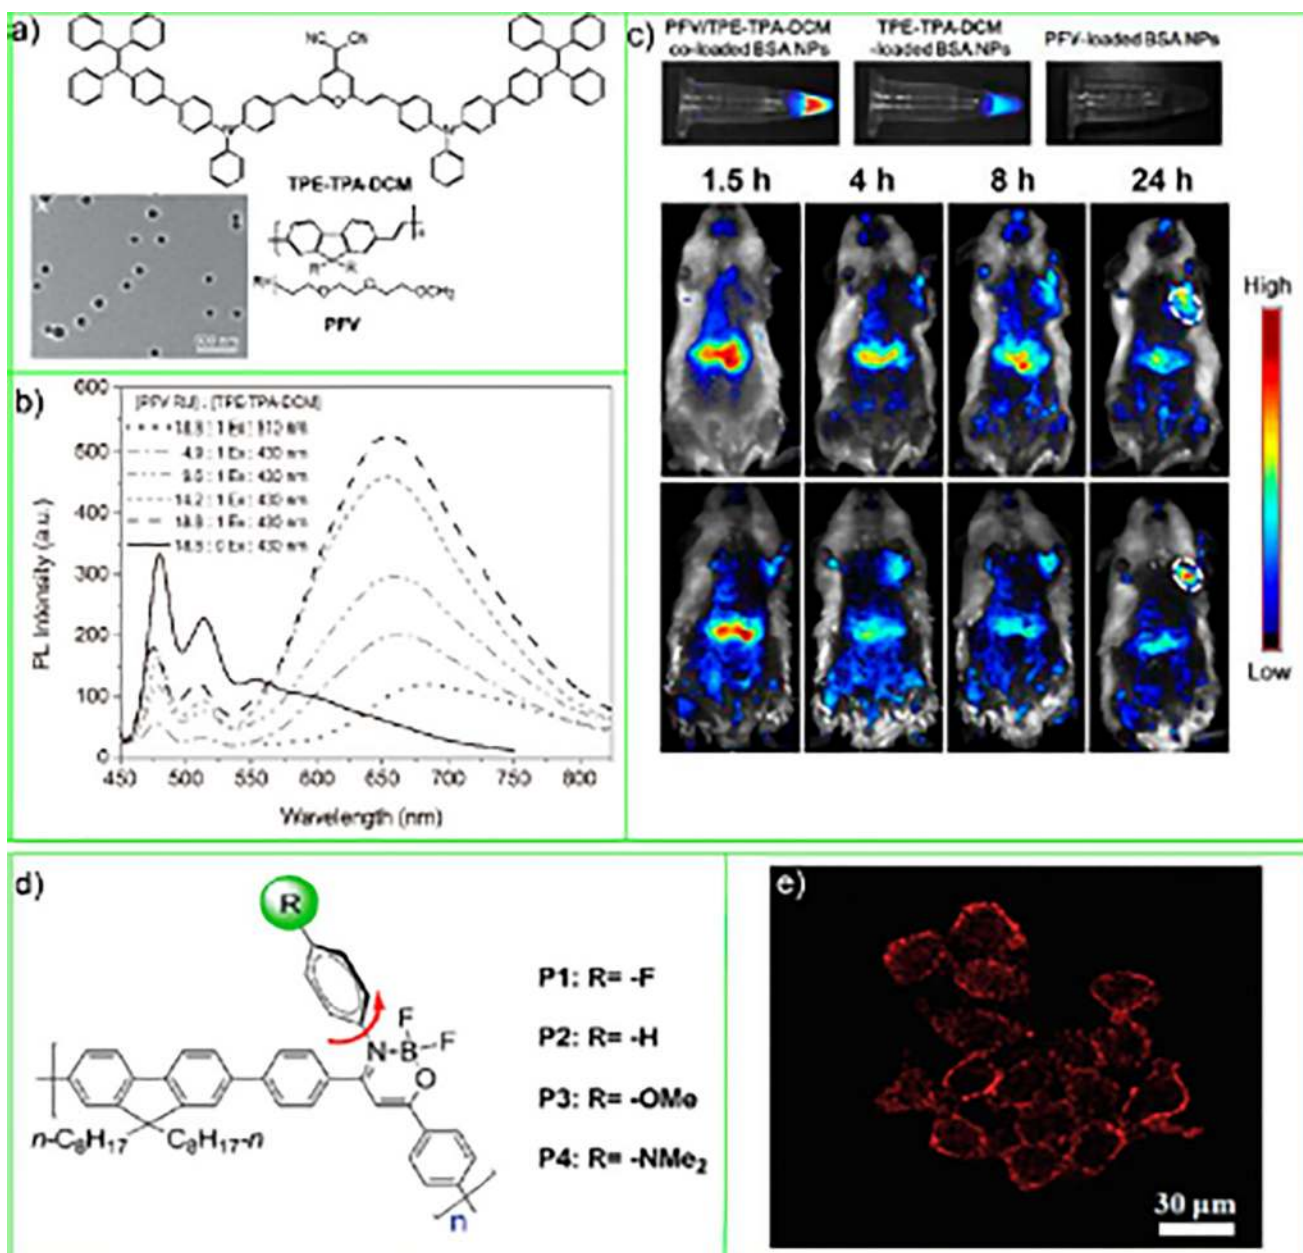 a)
NC
CN
TPE-TPA-DCM
R
R
PFV
b)
600
500
400
300
200
100
0
PL Intensity (a.u.)
450
500
550
600
650
700
750
800
Wavelength (nm)
c)
PFV/TPE-TPA-DCM
co-loaded BSA NPs
TPE-TPA-DCM
-loaded BSA NPs
PFV-loaded BSA NPs
1.5 h
4 h
8 h
24 h
High
Low
d)
R
F
N
B
F
O
n-C8H17
C8H17-n
n
P1: R= -F
P2: R= -H
P3: R= -OMe
P4: R= -NMe2
e)
30 μm